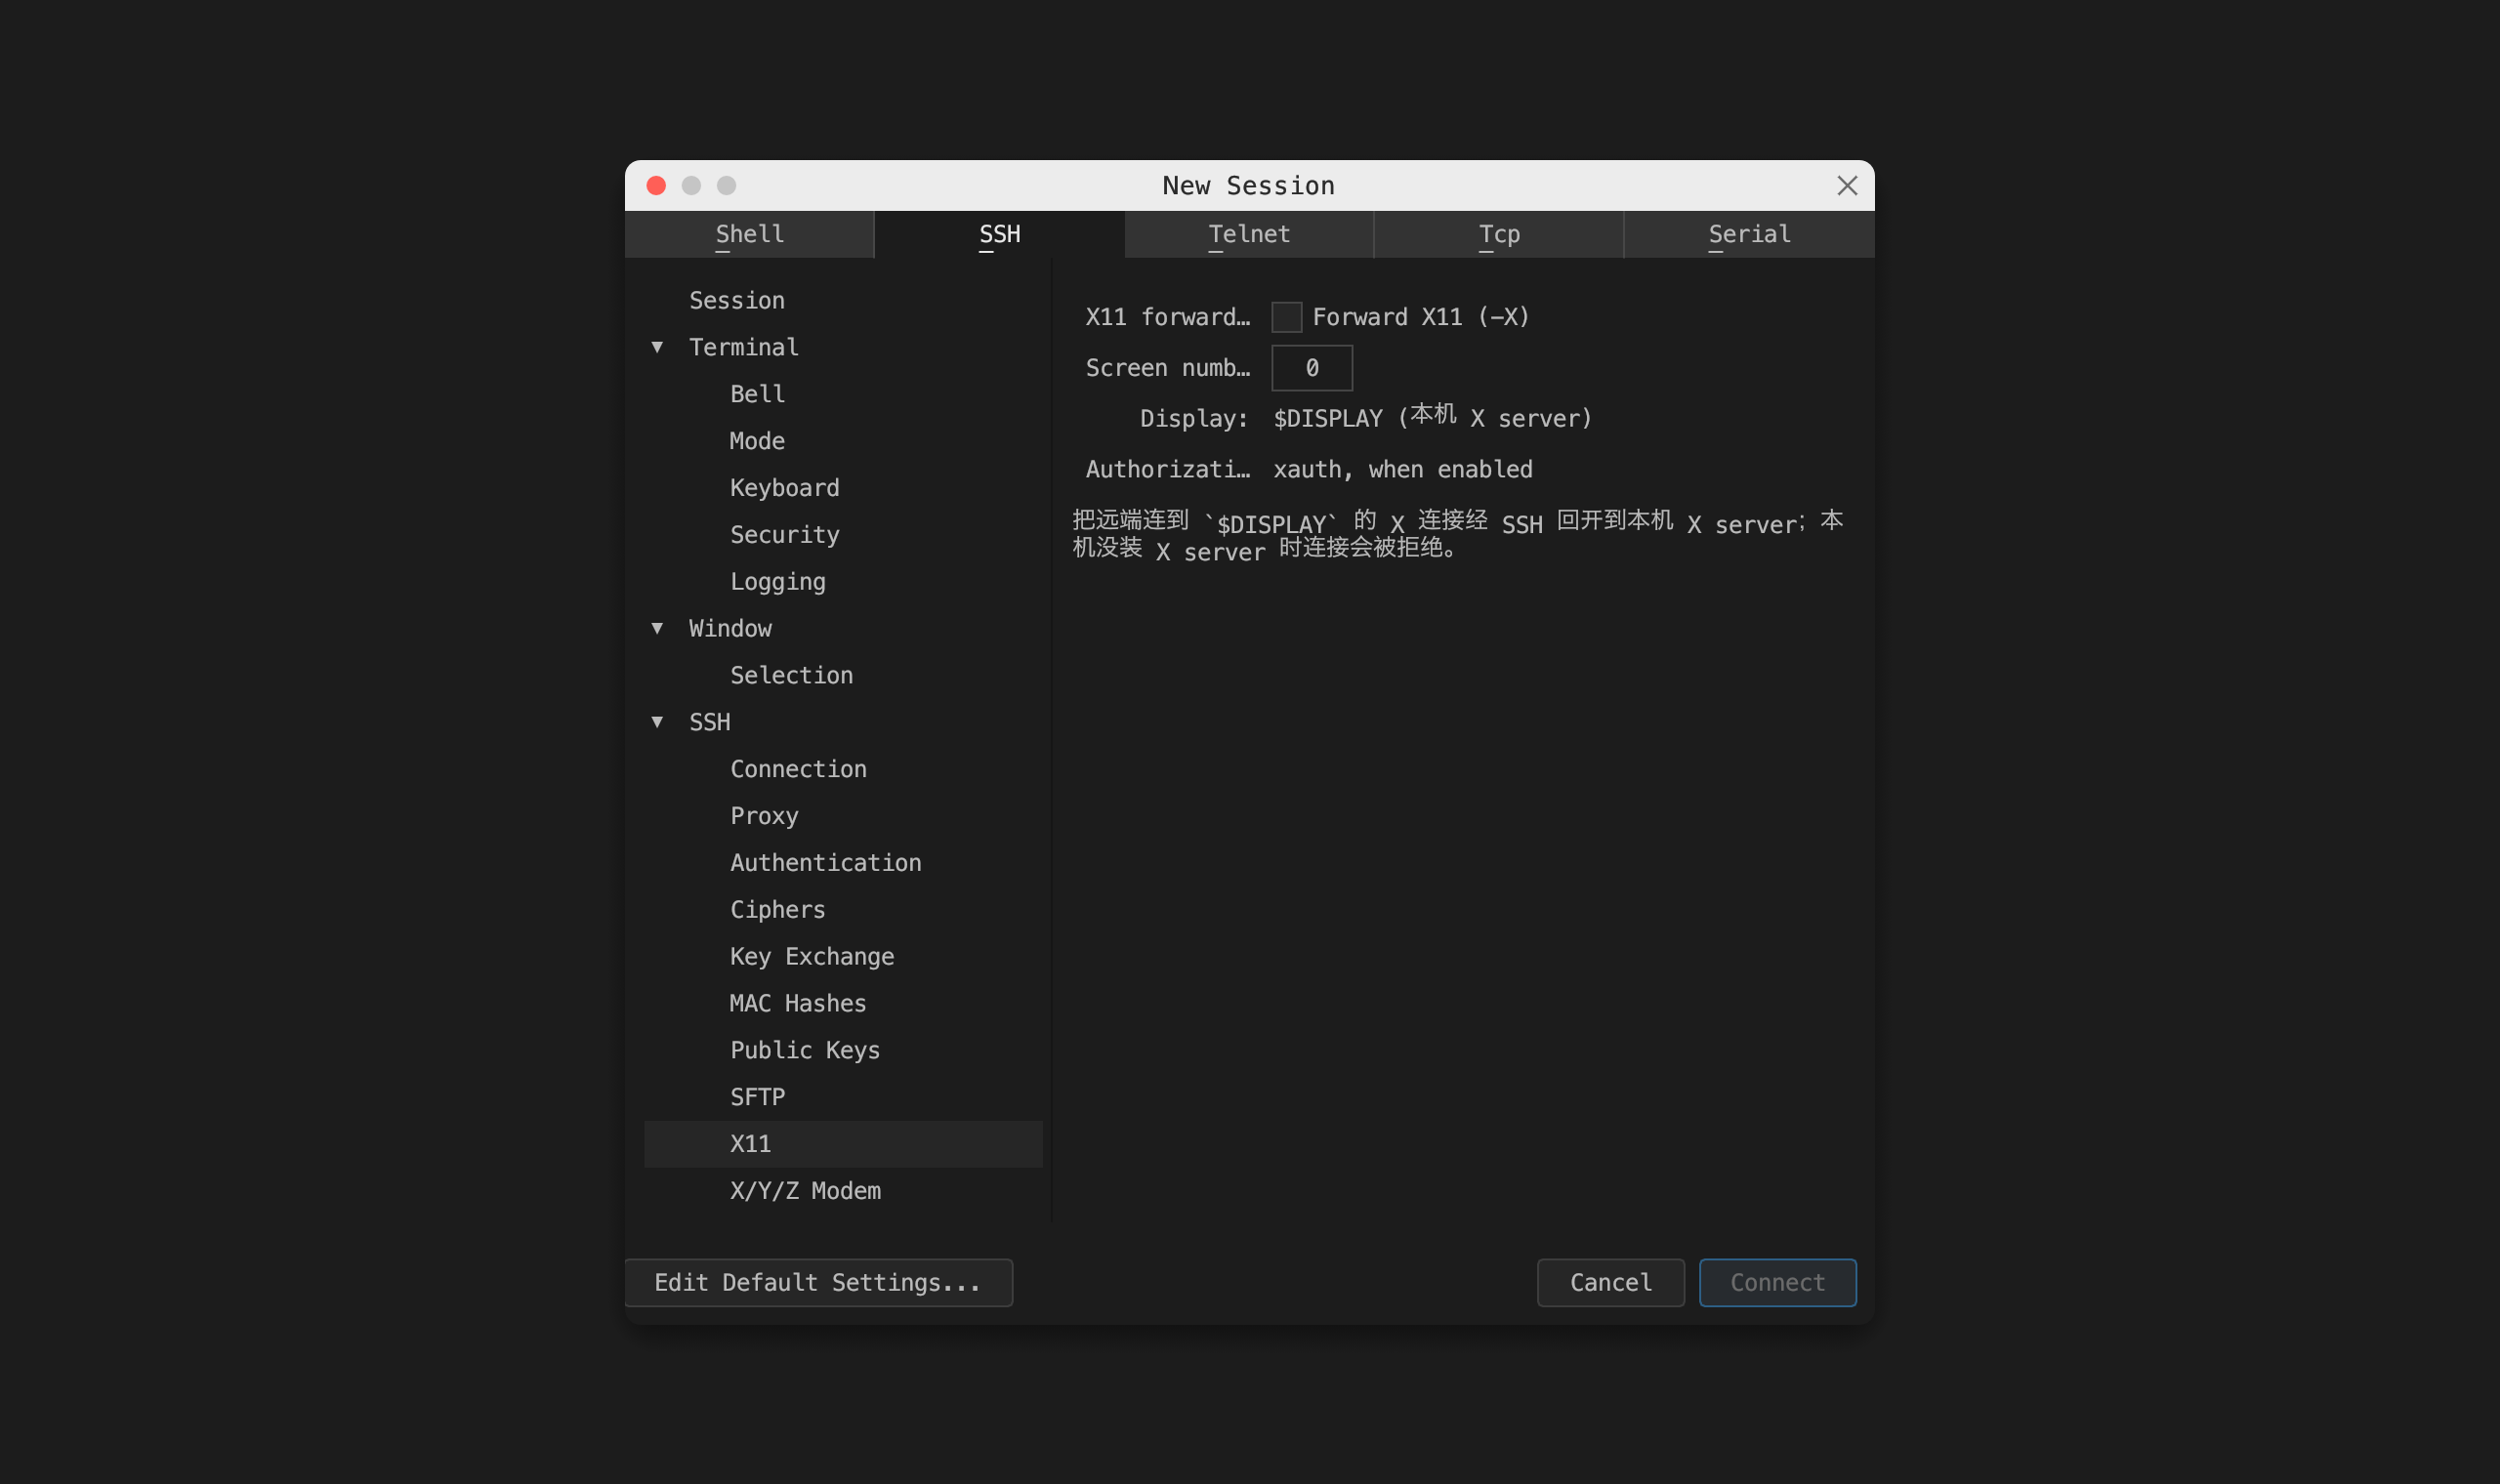 New Session
Shell
SSH
Telnet
Tcp
Serial
Session
Terminal
Bell
Mode
Keyboard
Security
Logging
Window
Selection
SSH
Connection
Proxy
Authentication
Ciphers
Key Exchange
MAC Hashes
Public Keys
SFTP
X11
X/Y/Z Modem
X11 forward… Forward X11 (-X)
Screen numb… 0
Display: $DISPLAY (本机 X server)
Authorizati… xauth, when enabled
把远端连到 `$DISPLAY` 的 X 连接经 SSH 回开到本机 X server；本
机没装 X server 时连接会被拒绝。
Edit Default Settings...
Cancel
Connect